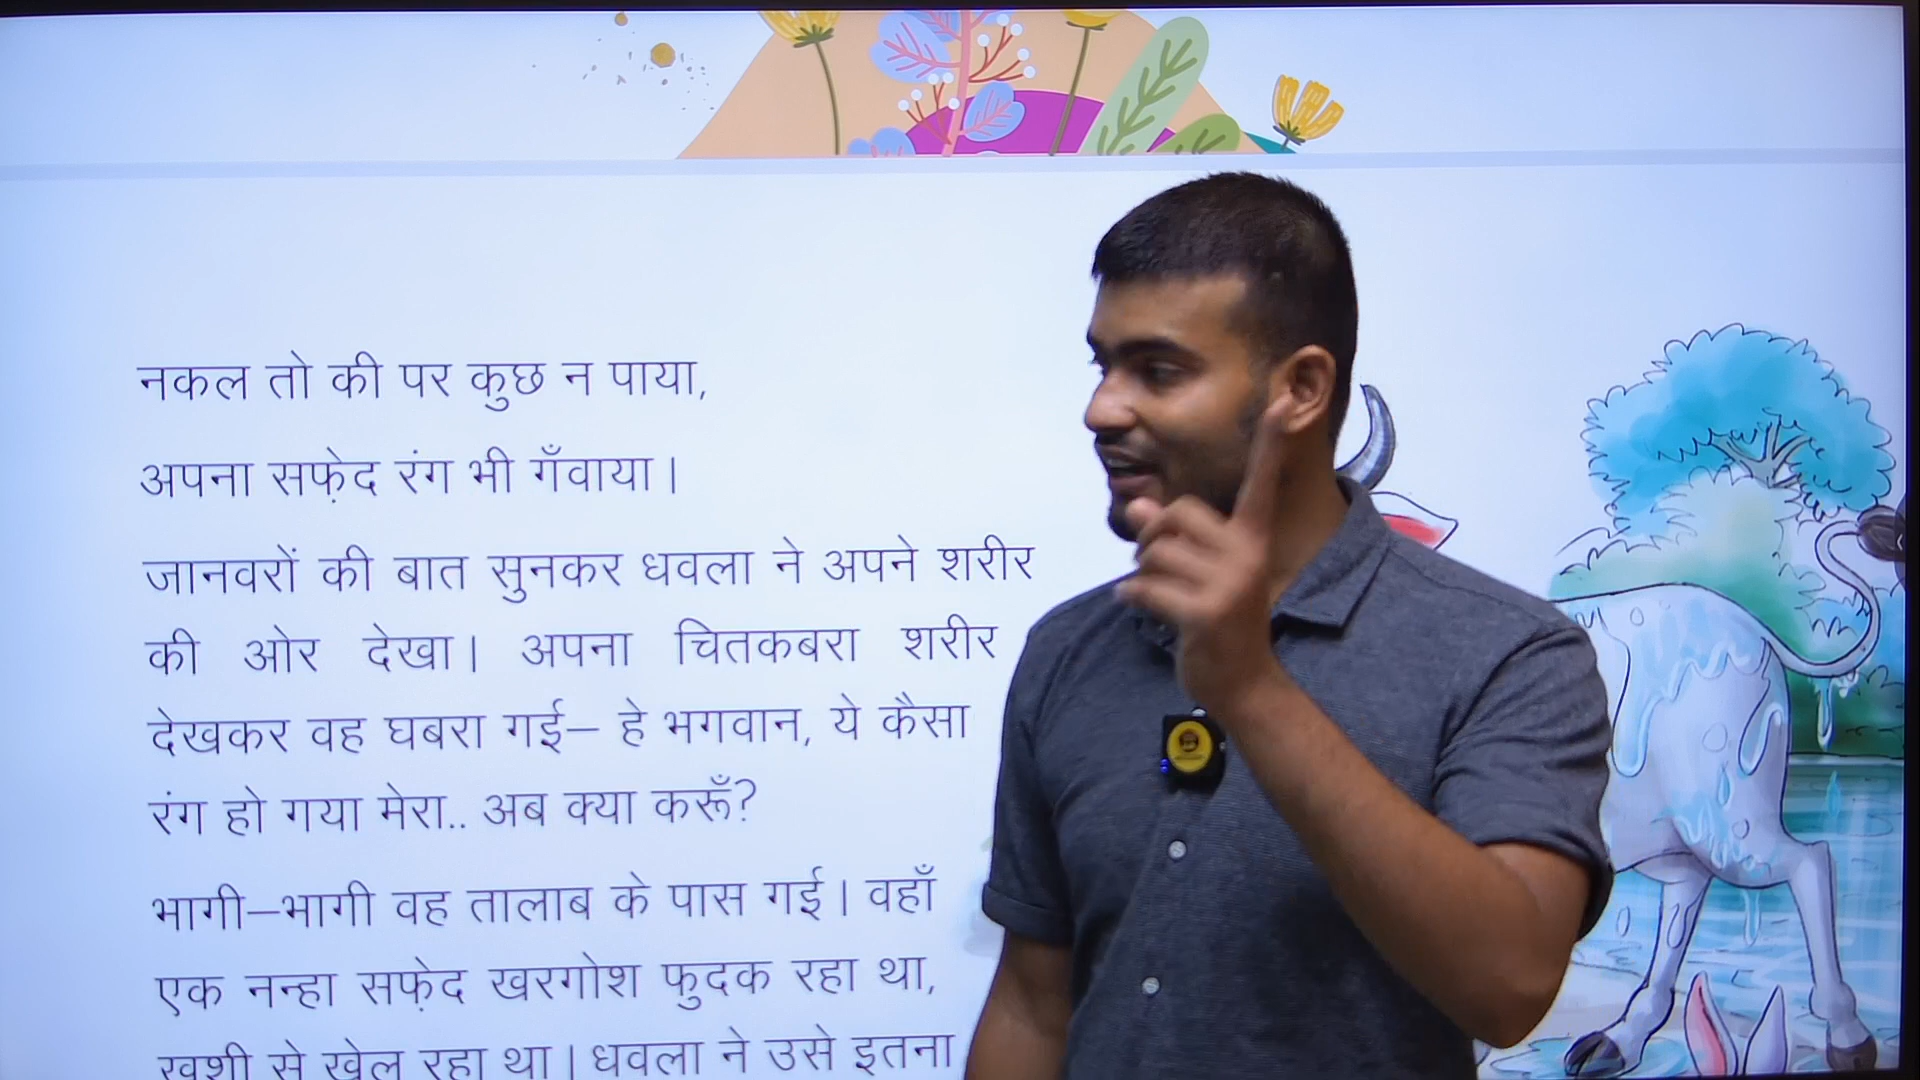 नकल तो की पर कुछ न पाया,
अपना सफ़ेद रंग भी गँवाया।
जानवरों की बात सुनकर धवला ने अपने शरीर
की ओर देखा। अपना चितकबरा शरीर
देखकर वह घबरा गई– हे भगवान, ये कैसा
रंग हो गया मेरा.. अब क्या करूँ?
भागी–भागी वह तालाब के पास गई। वहाँ
एक नन्हा सफ़ेद खरगोश फुदक रहा था,
खुशी से खेल रहा था। धवला ने उसे इतना